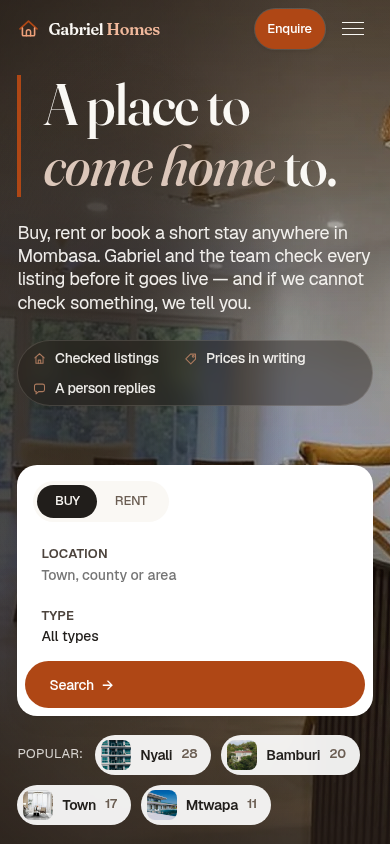 Gabriel Homes
Enquire
A place to
come home to.
Buy, rent or book a short stay anywhere in
Mombasa. Gabriel and the team check every
listing before it goes live — and if we cannot
check something, we tell you.
Checked listings
Prices in writing
A person replies
BUY
RENT
LOCATION
Town, county or area
TYPE
All types
Search →
POPULAR:
Nyali 28
Bamburi 20
Town 17
Mtwapa 11